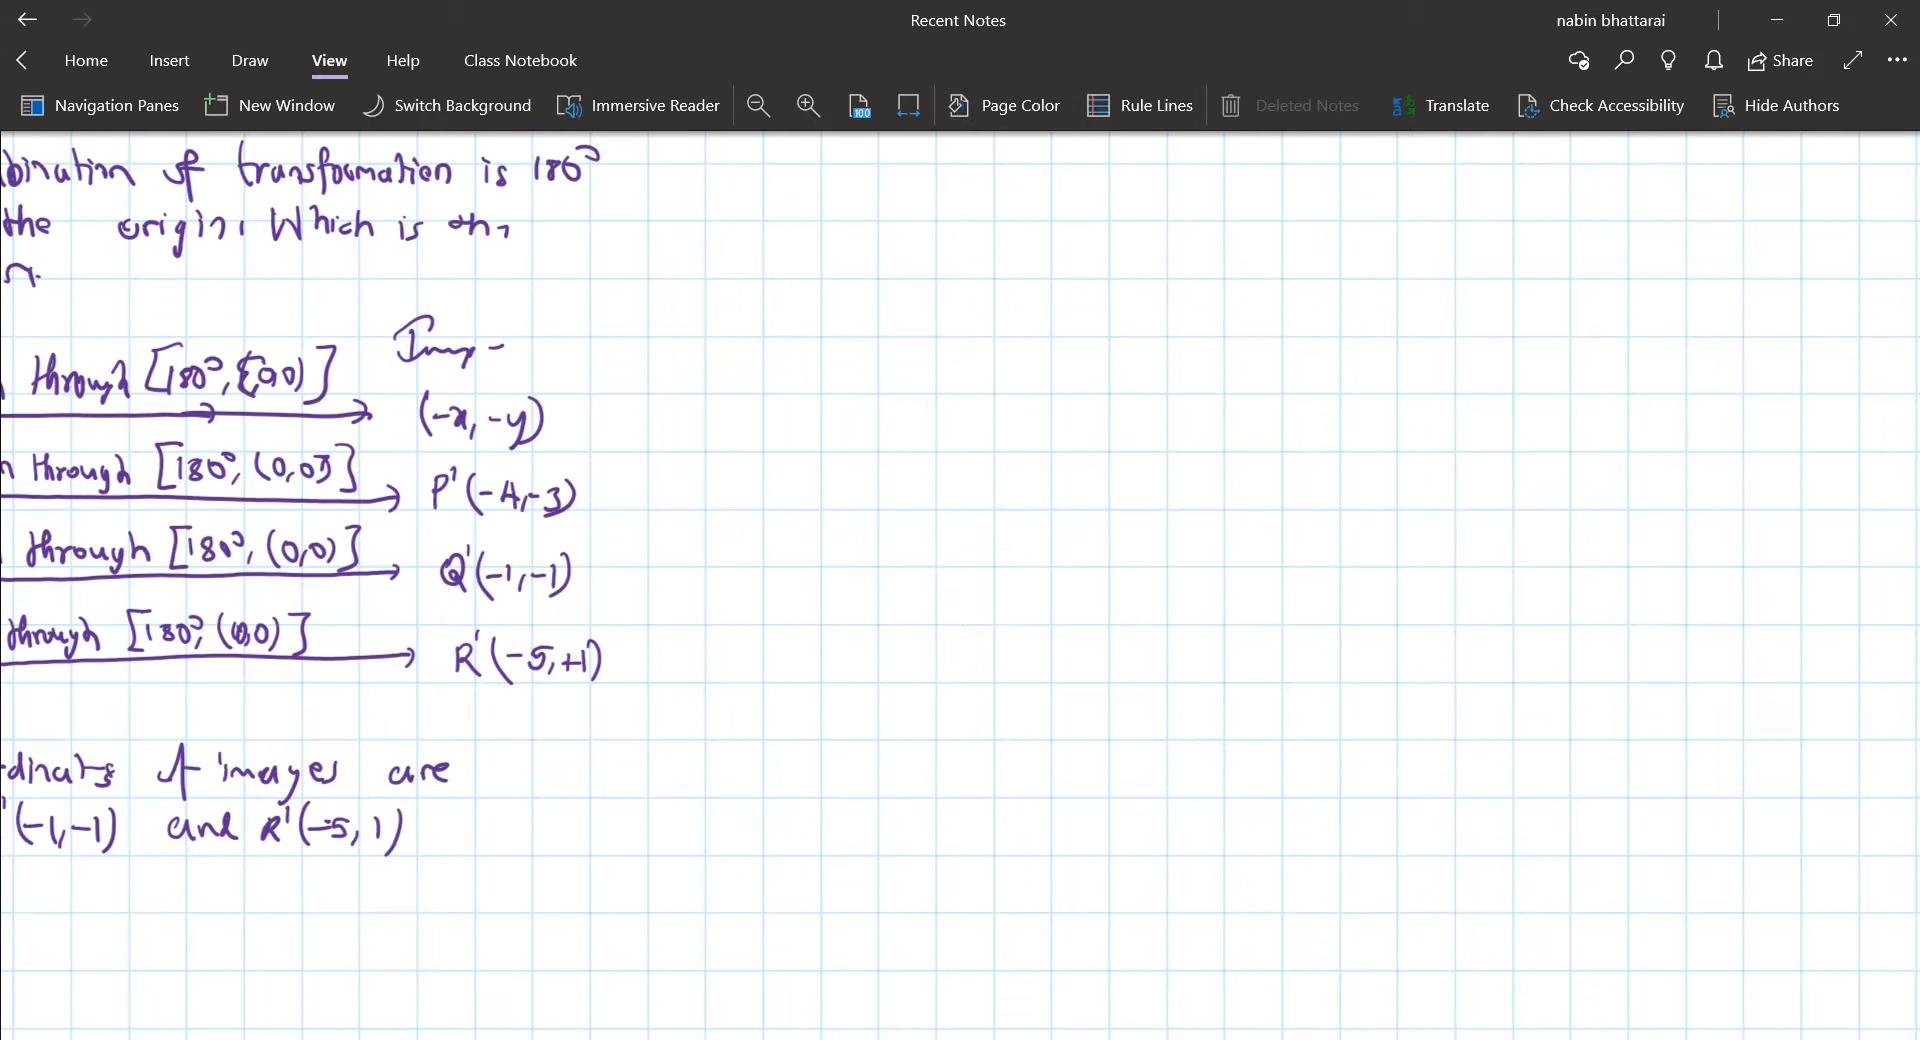 Recent Notes
nabin bhattarai
Home Insert Draw View Help Class Notebook
Share
Navigation Panes New Window Switch Background Immersive Reader Page Color Rule Lines Deleted Notes Translate Check Accessibility Hide Authors
bination of transformation is 180°
the origin. Which is
through [180°, (0,0)]
(-x, -y)
n through [180°, (0,0)] P'(-4,-3)
through [180°, (0,0)] Q'(-1,-1)
through [180°, (0,0)] R'(-5,+1)
dinates of images are
'(-1,-1) and R'(-5, 1)